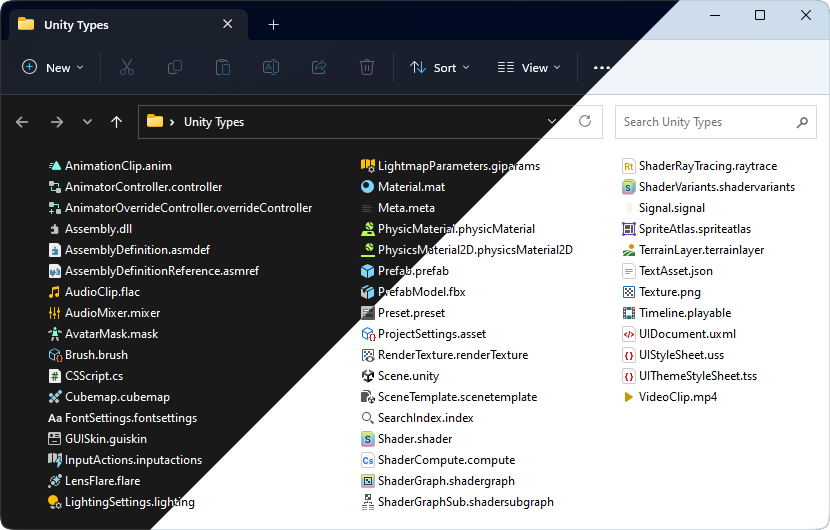 Unity Types
New
Sort
View
Unity Types
Search Unity Types
AnimationClip.anim
AnimatorController.controller
AnimatorOverrideController.overrideController
Assembly.dll
AssemblyDefinition.asmdef
AssemblyDefinitionReference.asmref
AudioClip.flac
AudioMixer.mixer
AvatarMask.mask
Brush.brush
CSScript.cs
Cubemap.cubemap
Aa FontSettings.fontsettings
GUISkin.guiskin
InputActions.inputactions
LensFlare.flare
LightingSettings.lighting
LightmapParameters.giparams
Material.mat
Meta.meta
PhysicMaterial.physicMaterial
PhysicsMaterial2D.physicsMaterial2D
Prefab.prefab
PrefabModel.fbx
Preset.preset
ProjectSettings.asset
RenderTexture.renderTexture
Scene.unity
SceneTemplate.scenetemplate
SearchIndex.index
Shader.shader
Cs ShaderCompute.compute
ShaderGraph.shadergraph
ShaderGraphSub.shadersubgraph
Rt ShaderRayTracing.raytrace
ShaderVariants.shadervariants
Signal.signal
SpriteAtlas.spriteatlas
TerrainLayer.terrainlayer
TextAsset.json
Texture.png
Timeline.playable
UIDocument.uxml
UIStyleSheet.uss
UIThemeStyleSheet.tss
VideoClip.mp4